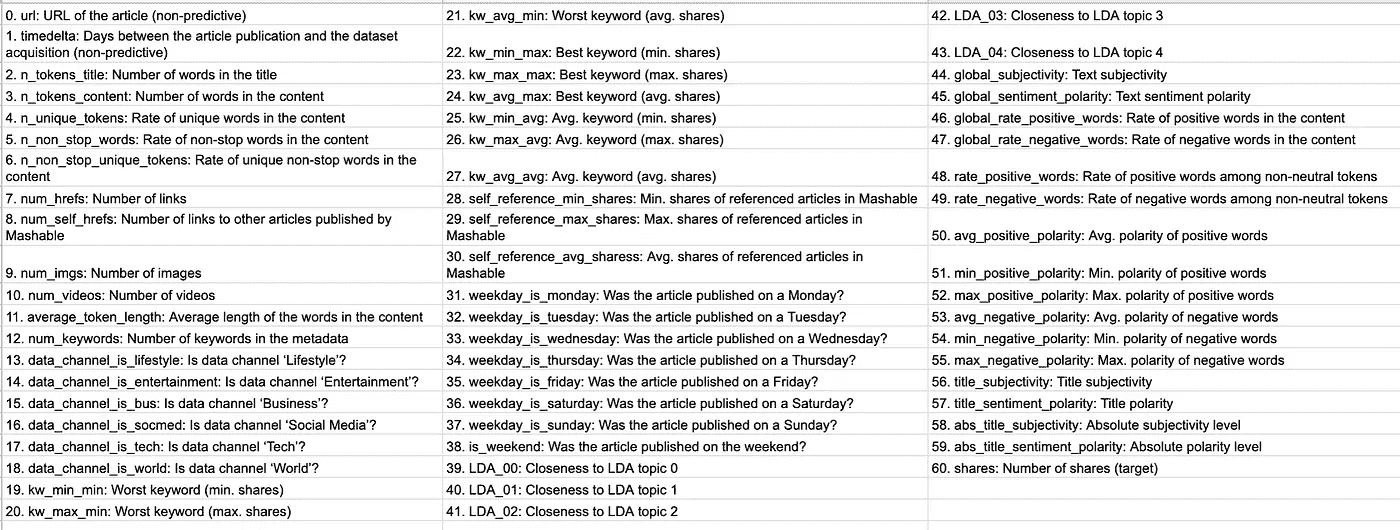 0. url: URL of the article (non-predictive)
1. timedelta: Days between the article publication and the dataset
acquisition (non-predictive)
2. n_tokens_title: Number of words in the title
3. n_tokens_content: Number of words in the content
4. n_unique_tokens: Rate of unique words in the content
5. n_non_stop_words: Rate of non-stop words in the content
6. n_non_stop_unique_tokens: Rate of unique non-stop words in the
content
7. num_hrefs: Number of links
8. num_self_hrefs: Number of links to other articles published by
Mashable
9. num_imgs: Number of images
10. num_videos: Number of videos
11. average_token_length: Average length of the words in the content
12. num_keywords: Number of keywords in the metadata
13. data_channel_is_lifestyle: Is data channel ‘Lifestyle’?
14. data_channel_is_entertainment: Is data channel ‘Entertainment’?
15. data_channel_is_bus: Is data channel ‘Business’?
16. data_channel_is_socmed: Is data channel ‘Social Media’?
17. data_channel_is_tech: Is data channel ‘Tech’?
18. data_channel_is_world: Is data channel ‘World’?
19. kw_min_min: Worst keyword (min. shares)
20. kw_max_min: Worst keyword (max. shares)
21. kw_avg_min: Worst keyword (avg. shares)
22. kw_min_max: Best keyword (min. shares)
23. kw_max_max: Best keyword (max. shares)
24. kw_avg_max: Best keyword (avg. shares)
25. kw_min_avg: Avg. keyword (min. shares)
26. kw_max_avg: Avg. keyword (max. shares)
27. kw_avg_avg: Avg. keyword (avg. shares)
28. self_reference_min_shares: Min. shares of referenced articles in Mashable
29. self_reference_max_shares: Max. shares of referenced articles in
Mashable
30. self_reference_avg_sharess: Avg. shares of referenced articles in
Mashable
31. weekday_is_monday: Was the article published on a Monday?
32. weekday_is_tuesday: Was the article published on a Tuesday?
33. weekday_is_wednesday: Was the article published on a Wednesday?
34. weekday_is_thursday: Was the article published on a Thursday?
35. weekday_is_friday: Was the article published on a Friday?
36. weekday_is_saturday: Was the article published on a Saturday?
37. weekday_is_sunday: Was the article published on a Sunday?
38. is_weekend: Was the article published on the weekend?
39. LDA_00: Closeness to LDA topic 0
40. LDA_01: Closeness to LDA topic 1
41. LDA_02: Closeness to LDA topic 2
42. LDA_03: Closeness to LDA topic 3
43. LDA_04: Closeness to LDA topic 4
44. global_subjectivity: Text subjectivity
45. global_sentiment_polarity: Text sentiment polarity
46. global_rate_positive_words: Rate of positive words in the content
47. global_rate_negative_words: Rate of negative words in the content
48. rate_positive_words: Rate of positive words among non-neutral tokens
49. rate_negative_words: Rate of negative words among non-neutral tokens
50. avg_positive_polarity: Avg. polarity of positive words
51. min_positive_polarity: Min. polarity of positive words
52. max_positive_polarity: Max. polarity of positive words
53. avg_negative_polarity: Avg. polarity of negative words
54. min_negative_polarity: Min. polarity of negative words
55. max_negative_polarity: Max. polarity of negative words
56. title_subjectivity: Title subjectivity
57. title_sentiment_polarity: Title polarity
58. abs_title_subjectivity: Absolute subjectivity level
59. abs_title_sentiment_polarity: Absolute polarity level
60. shares: Number of shares (target)